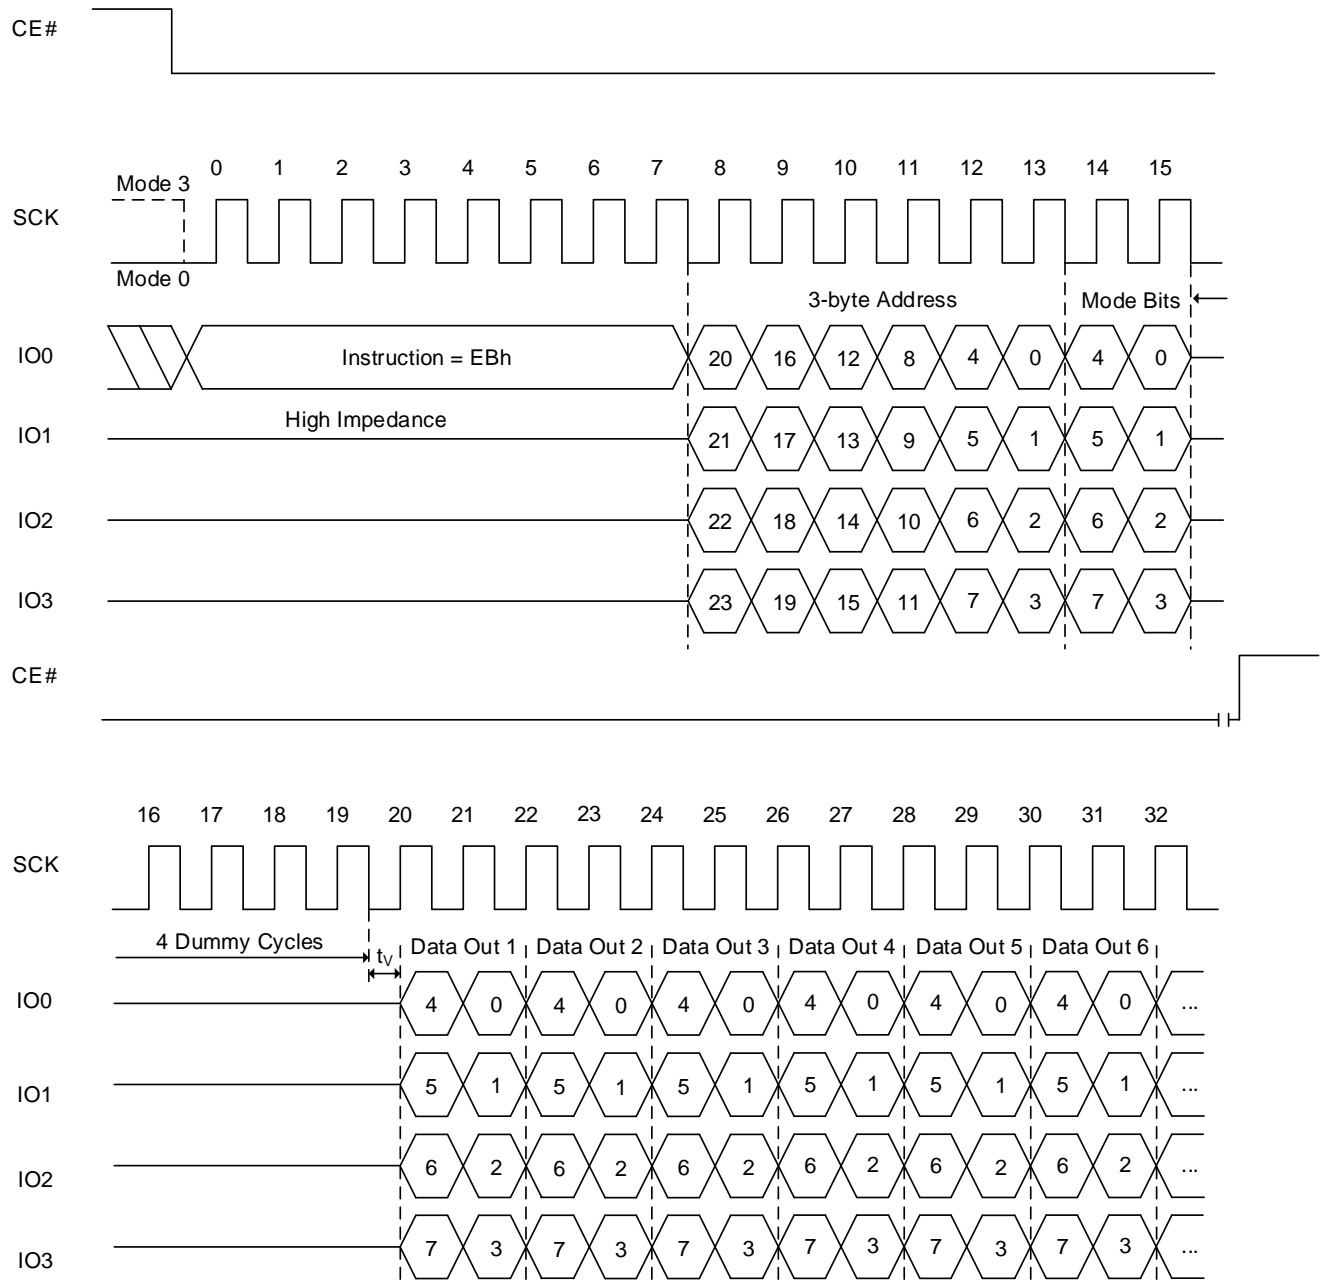 CE#
0 1 2 3 4 5 6 7 8 9 10 11 12 13 14 15
Mode 3
SCK
Mode 0
3-byte Address Mode Bits
IO0 Instruction = EBh 20 16 12 8 4 0 4 0
High Impedance
IO1 21 17 13 9 5 1 5 1
IO2 22 18 14 10 6 2 6 2
IO3 23 19 15 11 7 3 7 3
CE#
16 17 18 19 20 21 22 23 24 25 26 27 28 29 30 31 32
SCK
4 Dummy Cycles tV Data Out 1 Data Out 2 Data Out 3 Data Out 4 Data Out 5 Data Out 6
IO0 4 0 4 0 4 0 4 0 4 0 4 0 ...
IO1 5 1 5 1 5 1 5 1 5 1 5 1 ...
IO2 6 2 6 2 6 2 6 2 6 2 6 2 ...
IO3 7 3 7 3 7 3 7 3 7 3 7 3 ...